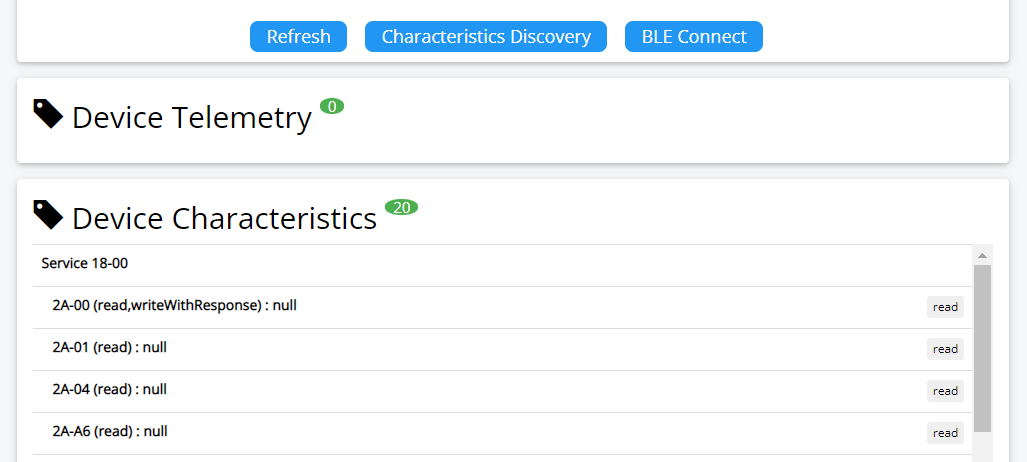 Refresh Characteristics Discovery BLE Connect
Device Telemetry 0
Device Characteristics 20
Service 18-00
2A-00 (read,writeWithResponse) : null read
2A-01 (read) : null read
2A-04 (read) : null read
2A-A6 (read) : null read